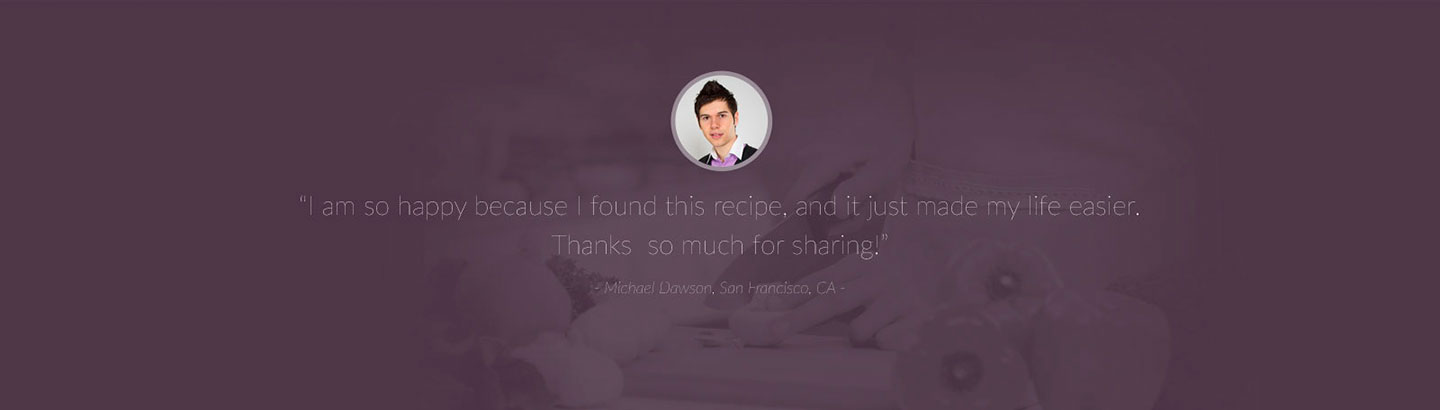 “I am so happy because I found this recipe, and it just made my life easier.
Thanks  so much for sharing!”
- Michael Dawson, San Francisco, CA -